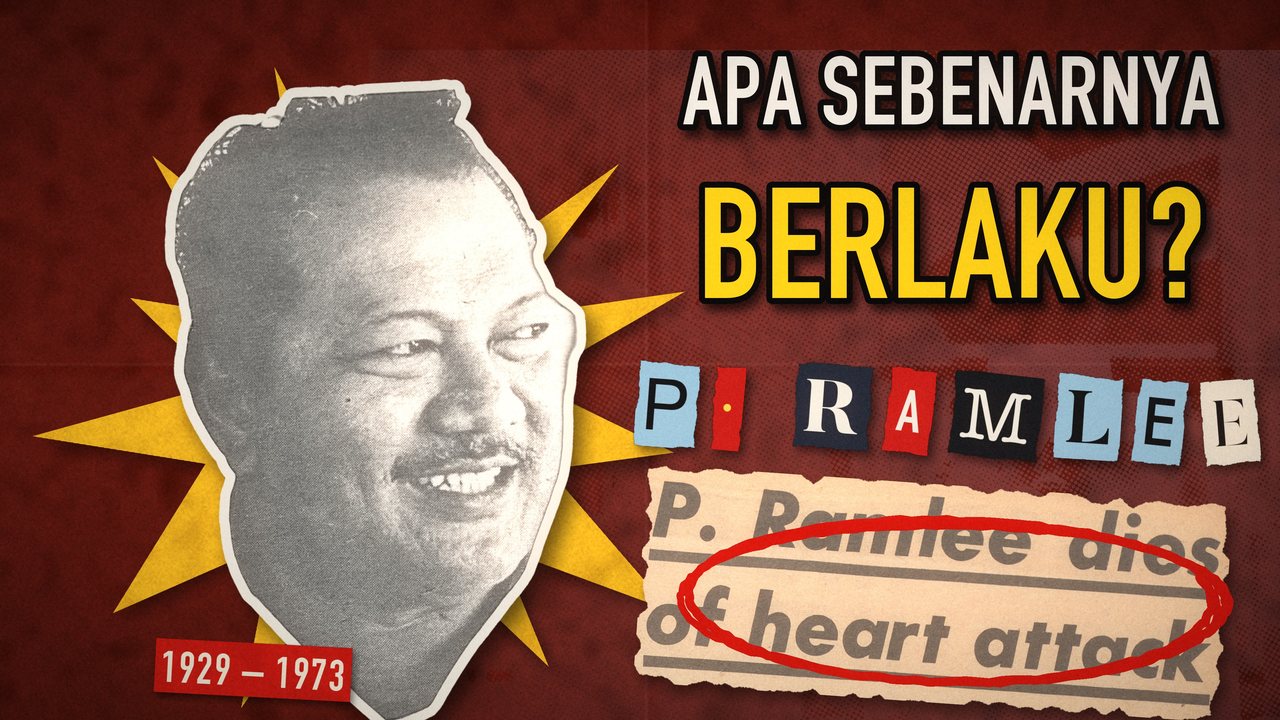 APA SEBENARNYA
BERLAKU?
P. RAMLEE
P. Ramlee dies
of heart attack
1929 – 1973